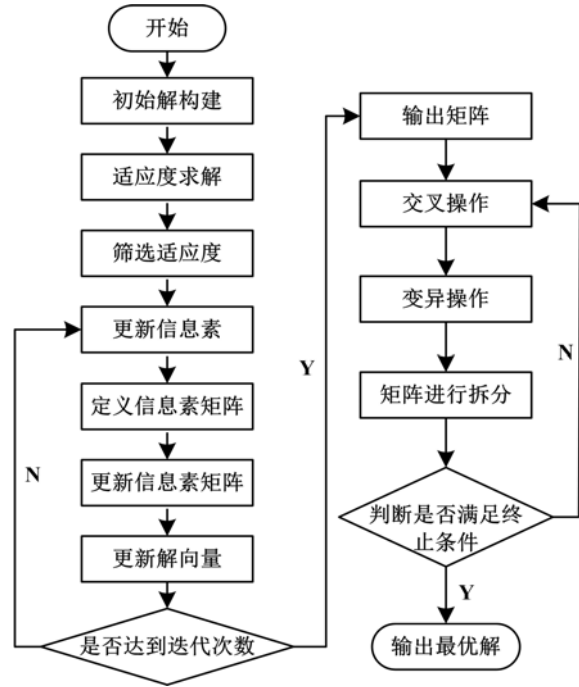 开始
初始解构建
适应度求解
筛选适应度
更新信息素
定义信息素矩阵
更新信息素矩阵
更新解向量
是否达到迭代次数
N
Y
输出矩阵
交叉操作
变异操作
矩阵进行拆分
判断是否满足终
止条件
N
Y
输出最优解